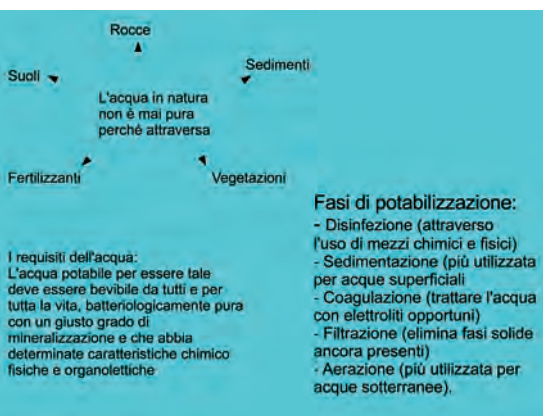 Rocce
Suoli
Sedimenti
L'acqua in natura
non è mai pura
perché attraversa
Fertilizzanti
Vegetazioni
I requisiti dell'acqua:
L'acqua potabile per essere tale
deve essere bevibile da tutti e per
tutta la vita, batteriologicamente pura
con un giusto grado di
mineralizzazione e che abbia
determinate caratteristiche chimico
fisiche e organolettiche
Fasi di potabilizzazione:
- Disinfezione (attraverso
l'uso di mezzi chimici e fisici)
- Sedimentazione (più utilizzata
per acque superficiali
- Coagulazione (trattare l'acqua
con elettroliti opportuni)
- Filtrazione (elimina fasi solide
ancora presenti)
- Aerazione (più utilizzata per
acque sotterranee).